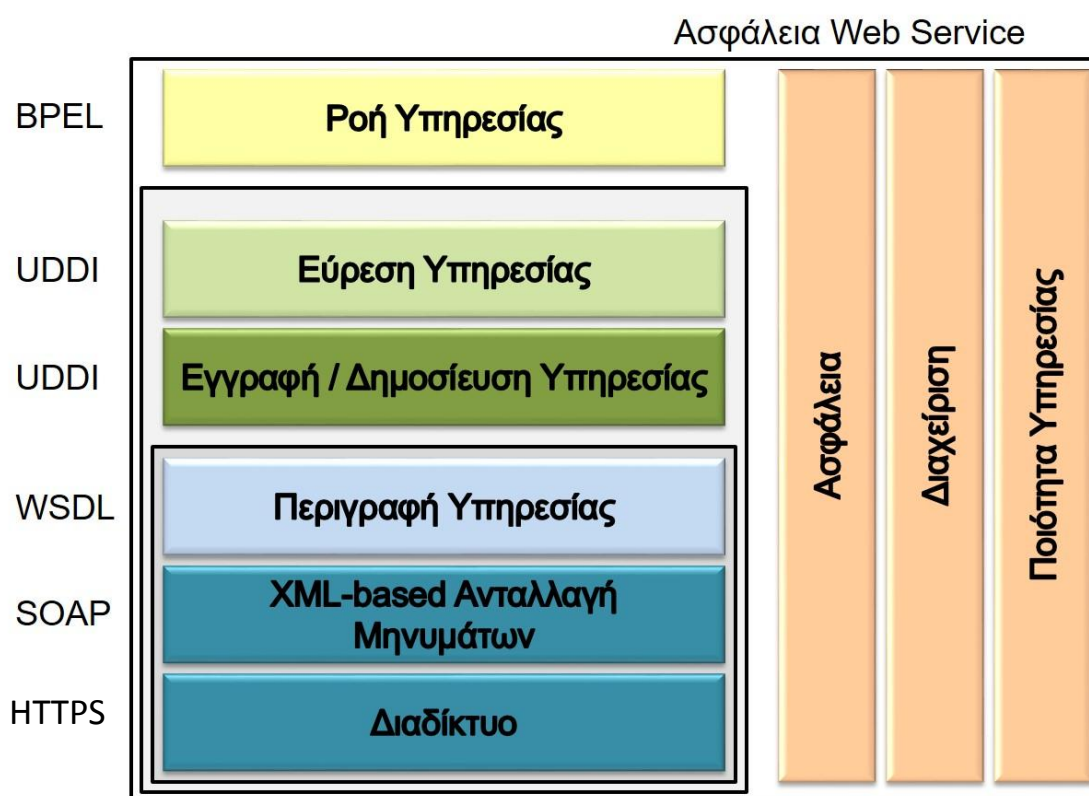 Ασφάλεια Web Service
BPEL
Ροή Υπηρεσίας
UDDI
Εύρεση Υπηρεσίας
UDDI
Εγγραφή / Δημοσίευση Υπηρεσίας
WSDL
Περιγραφή Υπηρεσίας
SOAP
XML-based Ανταλλαγή
Μηνυμάτων
HTTPS
Διαδίκτυο
Ασφάλεια
Διαχείριση
Ποιότητα Υπηρεσίας